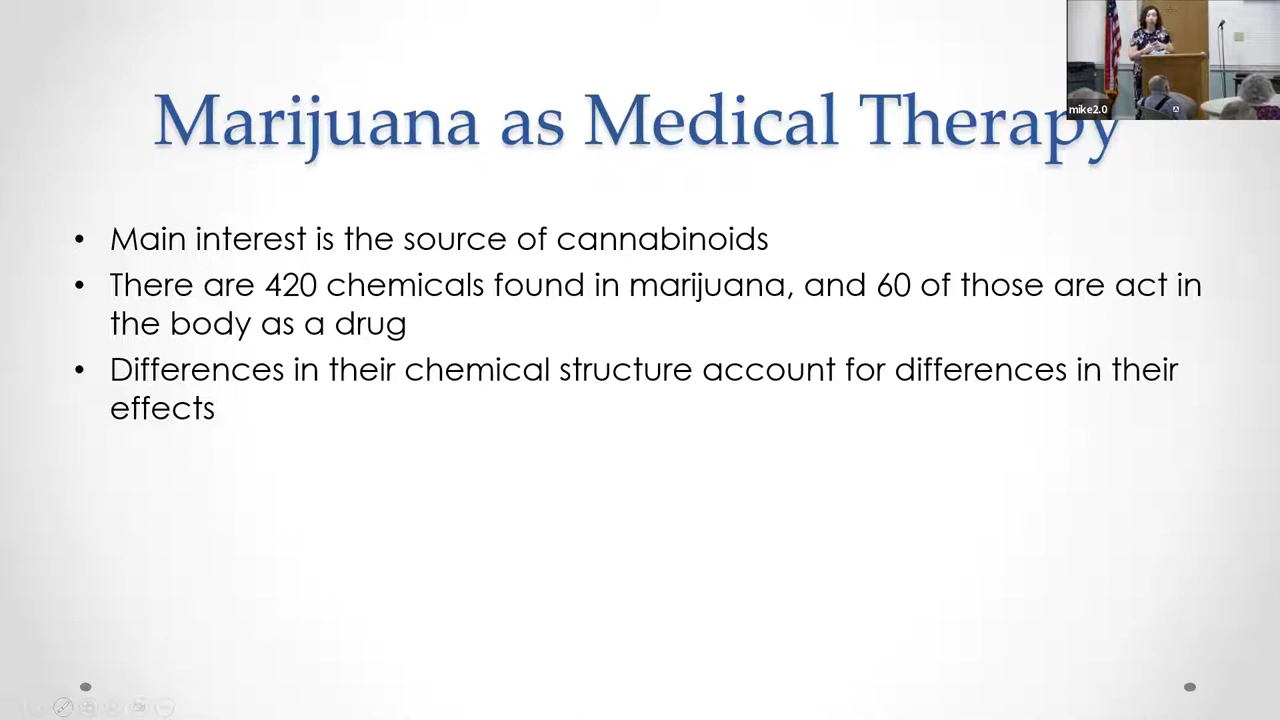 Marijuana as Medical Therapy
mike2.0
• Main interest is the source of cannabinoids
• There are 420 chemicals found in marijuana, and 60 of those are act in
the body as a drug
• Differences in their chemical structure account for differences in their
effects